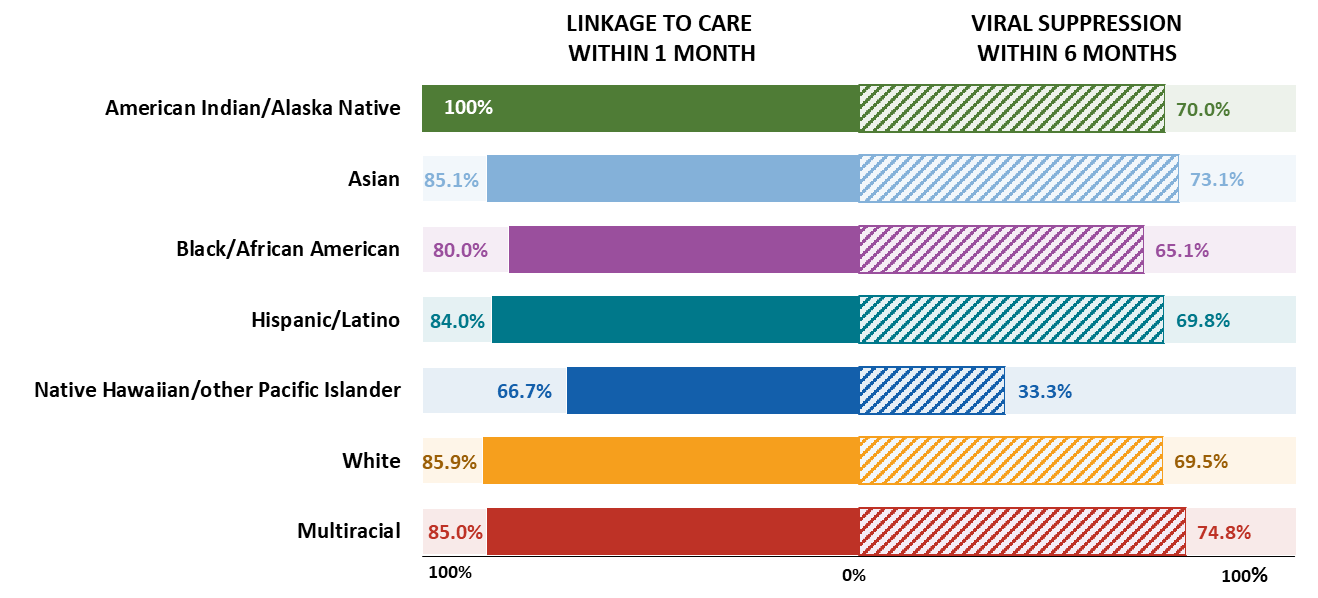 LINKAGE TO CARE
WITHIN 1 MONTH
VIRAL SUPPRESSION
WITHIN 6 MONTHS
American Indian/Alaska Native 100% 70.0%
Asian 85.1% 73.1%
Black/African American 80.0% 65.1%
Hispanic/Latino 84.0% 69.8%
Native Hawaiian/other Pacific Islander 66.7% 33.3%
White 85.9% 69.5%
Multiracial 85.0% 74.8%
100% 0% 100%